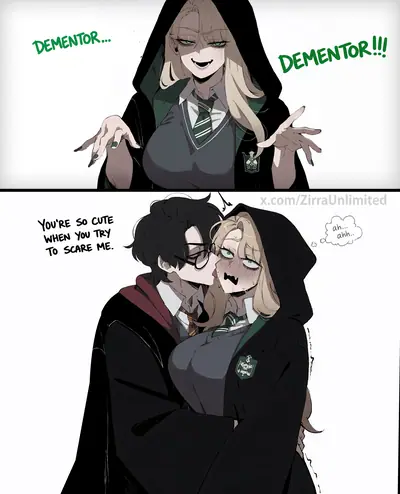 DEMENTOR...
DEMENTOR!!!
x.com/ZirraUnlimited
YOU'RE SO CUTE
WHEN YOU TRY
TO SCARE ME.
ah...
ahh..